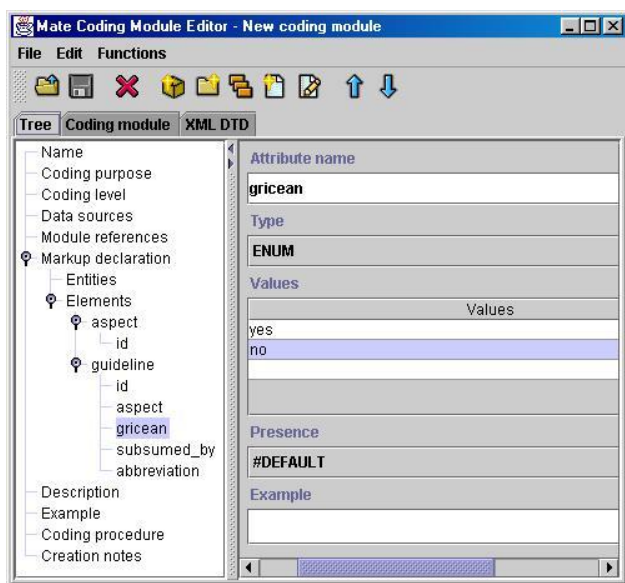 Mate Coding Module Editor - New coding module
File Edit Functions
Tree Coding module XML DTD
Name
Coding purpose
Coding level
Data sources
Module references
Markup declaration
Entities
Elements
aspect
id
guideline
id
aspect
gricean
subsumed_by
abbreviation
Description
Example
Coding procedure
Creation notes
Attribute name
gricean
Type
ENUM
Values
Values
yes
no
Presence
#DEFAULT
Example